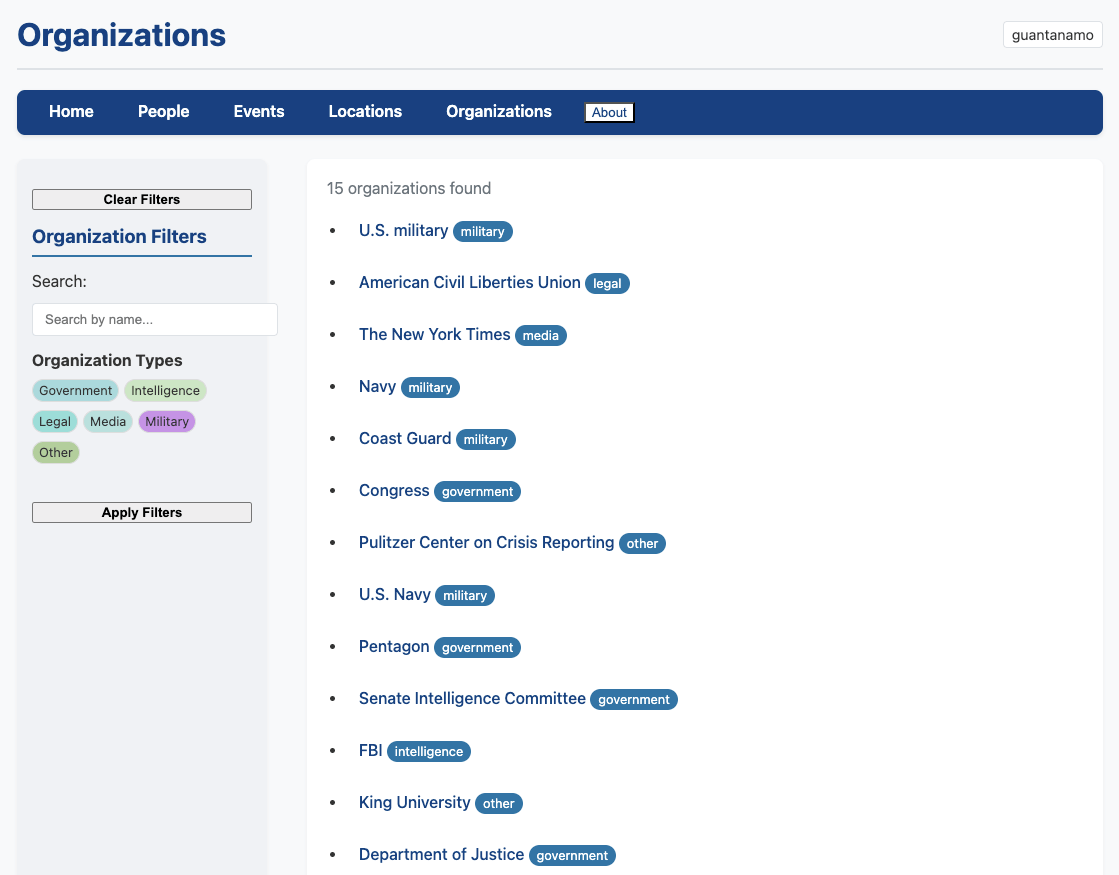 Organizations
guantanamo
Home People Events Locations Organizations About
Clear Filters
Organization Filters
Search:
Search by name...
Organization Types
Government Intelligence
Legal Media Military
Other
Apply Filters
15 organizations found
U.S. military military
American Civil Liberties Union legal
The New York Times media
Navy military
Coast Guard military
Congress government
Pulitzer Center on Crisis Reporting other
U.S. Navy military
Pentagon government
Senate Intelligence Committee government
FBI intelligence
King University other
Department of Justice government